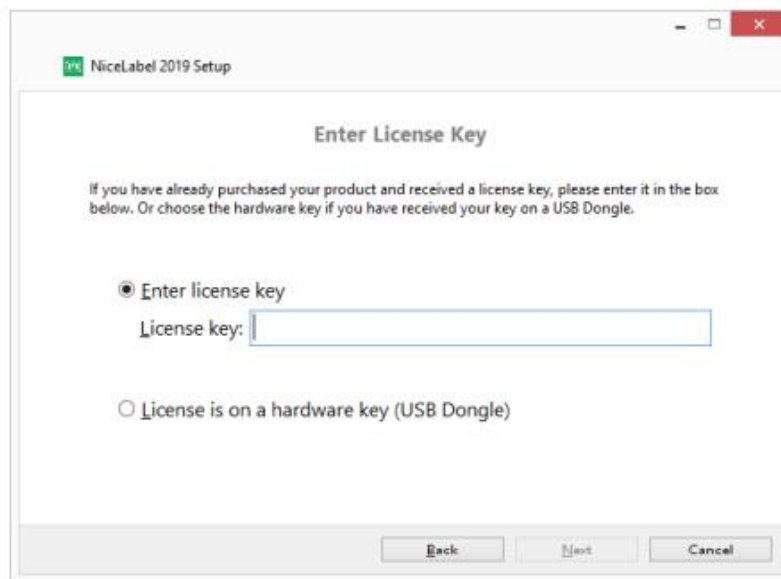 NiceLabel 2019 Setup
Enter License Key
If you have already purchased your product and received a license key, please enter it in the box
below. Or choose the hardware key if you have received your key on a USB Dongle.
Enter license key
License key:
License is on a hardware key (USB Dongle)
Back Next Cancel